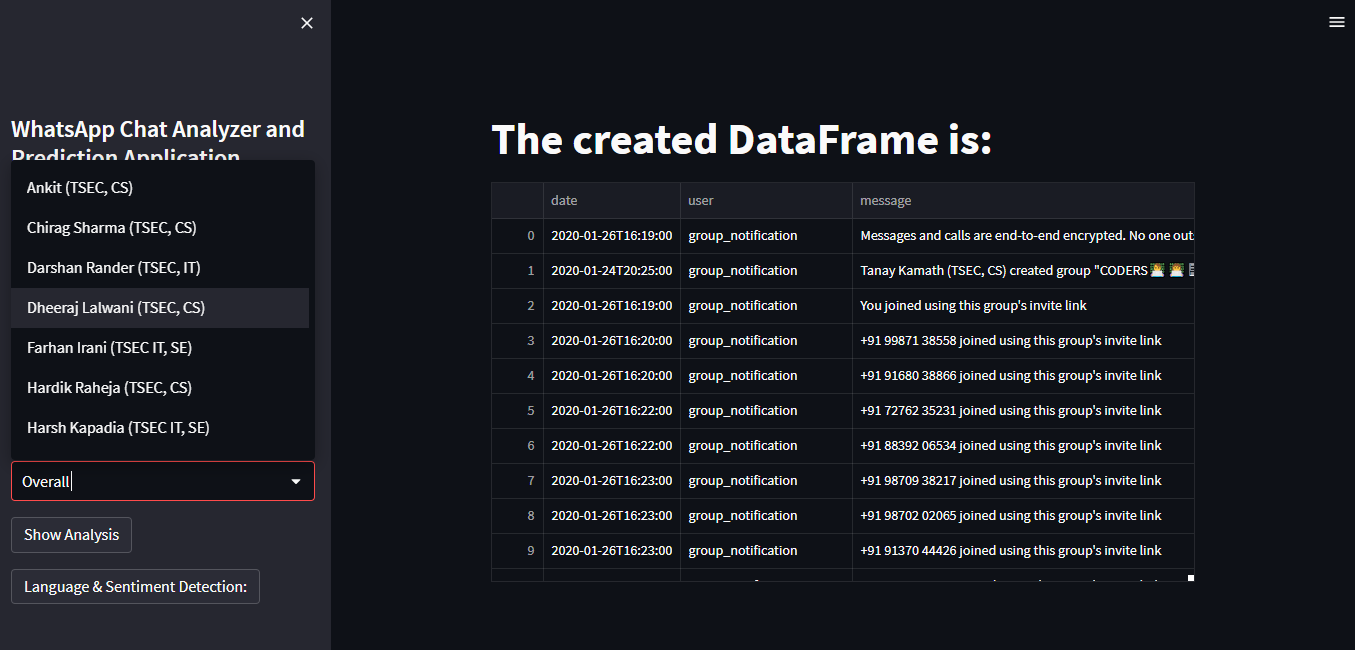 WhatsApp Chat Analyzer and
Prediction Application
Ankit (TSEC, CS)
Chirag Sharma (TSEC, CS)
Darshan Rander (TSEC, IT)
Dheeraj Lalwani (TSEC, CS)
Farhan Irani (TSEC IT, SE)
Hardik Raheja (TSEC, CS)
Harsh Kapadia (TSEC IT, SE)
Overall
Show Analysis
Language & Sentiment Detection:
The created DataFrame is:
date user message
0 2020-01-26T16:19:00 group_notification Messages and calls are end-to-end encrypted. No one out
1 2020-01-24T20:25:00 group_notification Tanay Kamath (TSEC, CS) created group "CODERS👨‍💻👨‍💻
2 2020-01-26T16:19:00 group_notification You joined using this group's invite link
3 2020-01-26T16:20:00 group_notification +91 99871 38558 joined using this group's invite link
4 2020-01-26T16:20:00 group_notification +91 91680 38866 joined using this group's invite link
5 2020-01-26T16:22:00 group_notification +91 72762 35231 joined using this group's invite link
6 2020-01-26T16:22:00 group_notification +91 88392 06534 joined using this group's invite link
7 2020-01-26T16:23:00 group_notification +91 98709 38217 joined using this group's invite link
8 2020-01-26T16:23:00 group_notification +91 98702 02065 joined using this group's invite link
9 2020-01-26T16:23:00 group_notification +91 91370 44426 joined using this group's invite link